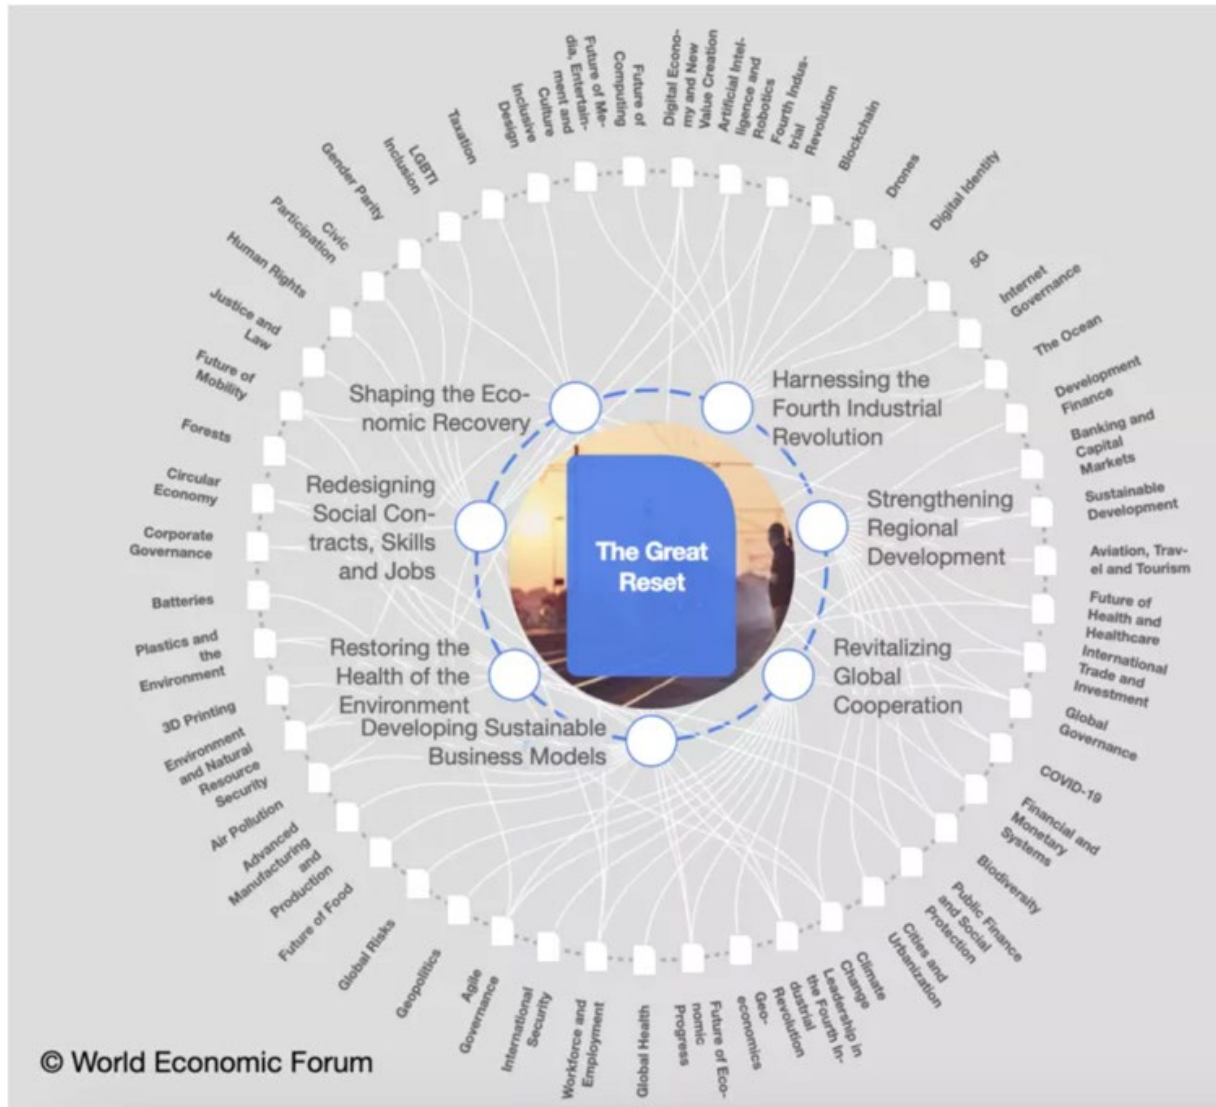 The Great
Reset
Shaping the Eco-
nomic Recovery
Harnessing the
Fourth Industrial
Revolution
Strengthening
Regional
Development
Revitalizing
Global
Cooperation
Developing Sustainable
Business Models
Restoring the
Health of the
Environment
Redesigning
Social Con-
tracts, Skills
and Jobs
Digital Econo-
my and New
Value Creation
Artificial Intel-
ligence and
Robotics
Fourth Indus-
trial
Revolution
Blockchain
Drones
Digital Identity
5G
Internet
Governance
The Ocean
Development
Finance
Banking and
Capital
Markets
Sustainable
Development
Aviation, Trav-
el and Tourism
Future of
Health and
Healthcare
International
Trade and
Investment
Global
Governance
COVID-19
Financial and
Monetary
Systems
Biodiversity
Public Finance
and Social
Protection
Cities and
Urbanization
Climate
Change
Leadership in
the Fourth In-
dustrial
Revolution
Geo-
economics
Future of Eco-
nomic
Progress
Global Health
Workforce and
Employment
International
Security
Agile
Governance
Geopolitics
Global Risks
Future of Food
Advanced
Manufacturing
and
Production
Air Pollution
Environment
and Natural
Resource
Security
3D Printing
Plastics and
the
Environment
Batteries
Corporate
Governance
Circular
Economy
Forests
Future of
Mobility
Justice and
Law
Human Rights
Civic
Participation
Gender Parity
LGBTI
Inclusion
Taxation
Inclusive
Design
Future of Me-
dia, Entertain-
ment and
Culture
Future of
Computing
© World Economic Forum